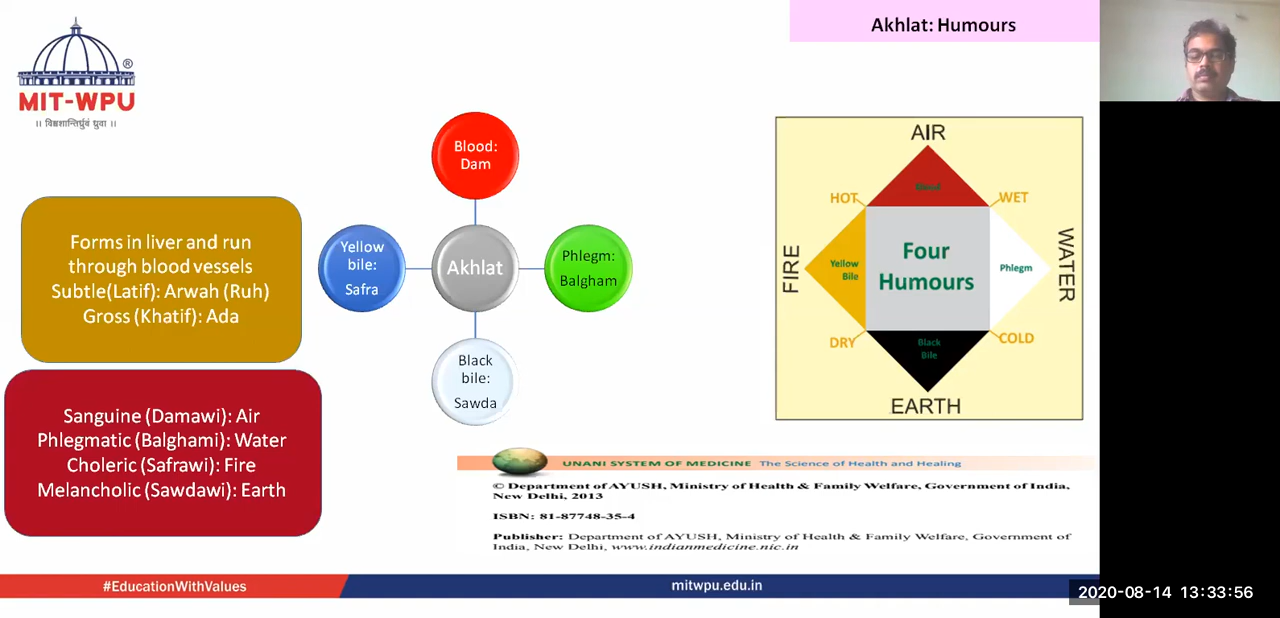 Akhlat: Humours
®
MIT-WPU
Blood:
Dam
Yellow
bile:
Safra
Akhlat
Phlegm:
Balgham
Black
bile:
Sawda
Forms in liver and run
through blood vessels
Subtle(Latif): Arwah (Ruh)
Gross (Khatif): Ada
Sanguine (Damawi): Air
Phlegmatic (Balghami): Water
Choleric (Safrawi): Fire
Melancholic (Sawdawi): Earth
AIR
Blood
HOT
WET
FIRE
Yellow
Bile
Four
Humours
Phlegm
WATER
DRY
Black
Bile
COLD
EARTH
UNANI SYSTEM OF MEDICINE The Science of Health and Healing
© Department of AYUSH, Ministry of Health & Family Welfare, Government of India,
New Delhi, 2013
ISBN: 81-87748-35-4
Publisher: Department of AYUSH, Ministry of Health & Family Welfare, Government of
India, New Delhi, www.indianmedicine.nic.in
#EducationWithValues
mitwpu.edu.in
2020-08-14 13:33:56